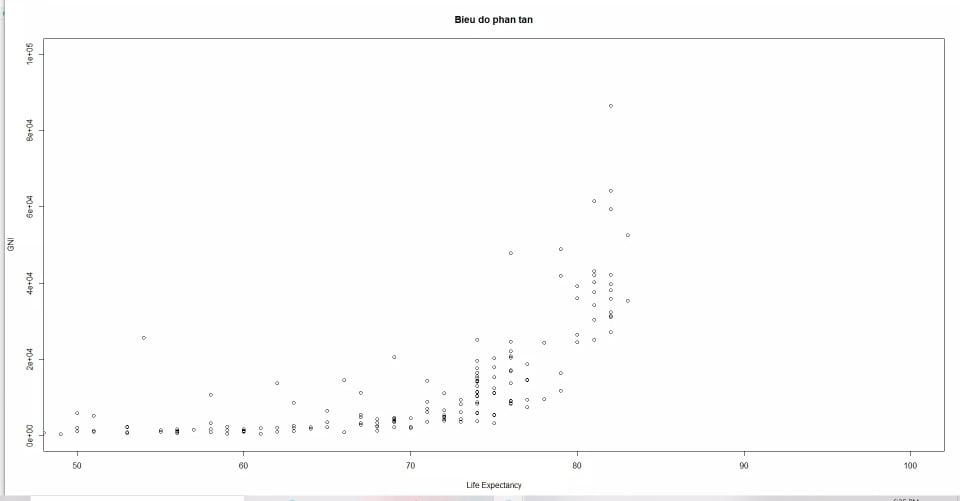 Bieu do phan tan
1e+05
8e+04
6e+04
4e+04
2e+04
0e+00
GNI
50 60 70 80 90 100
Life Expectancy